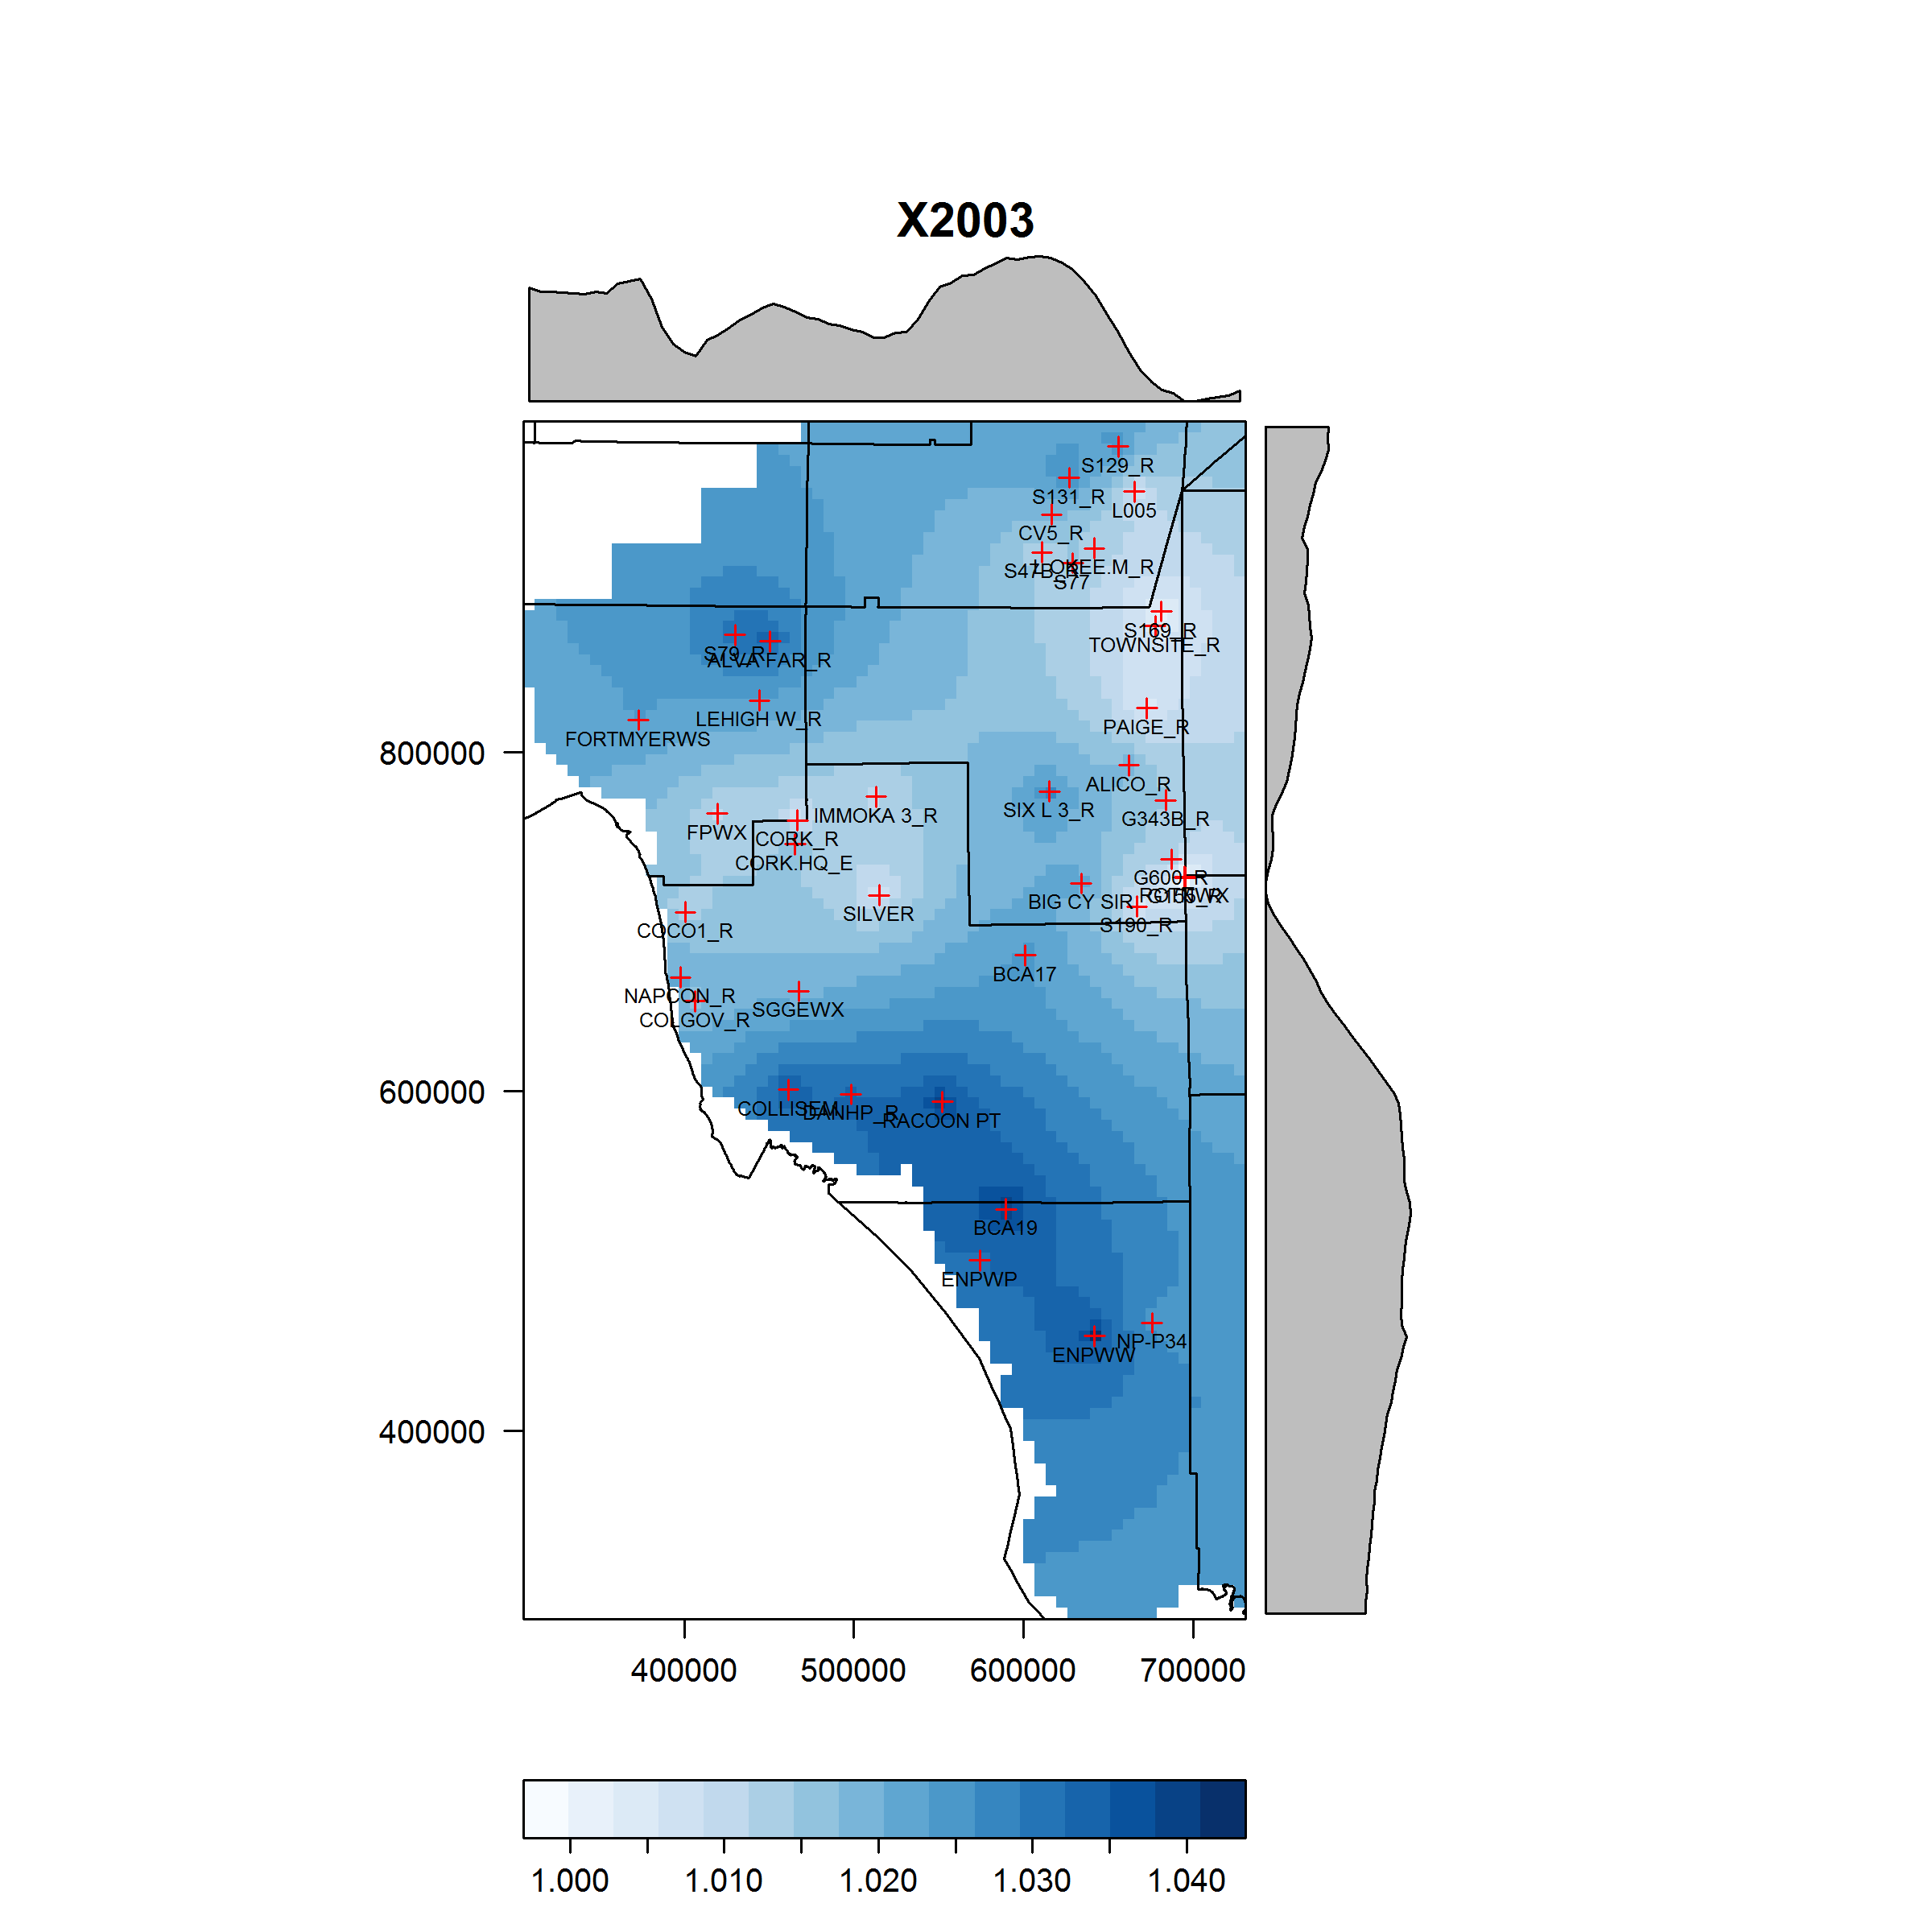 X2003
S129_R
S131_R
L005
CV5_R
L OKEE.M_R
S47B_R
S77
S169_R
TOWNSITE_R
S79_R
ALVA FAR_R
LEHIGH W_R
PAIGE_R
FORTMYERWS
800000
ALICO_R
SIX L 3_R
IMMOKA 3_R
G343B_R
FPWX
CORK_R
CORK.HQ_E
G600_R
ROTNWX
BIG CY SIR
SILVER
S190_R
COCO1_R
BCA17
NAPCON_R
SGGEWX
COLGOV_R
600000
COLLISEM
DANHP_R
RACOON PT
BCA19
ENPWP
NP-P34
ENPWW
400000
400000 500000 600000 700000
1.000 1.010 1.020 1.030 1.040